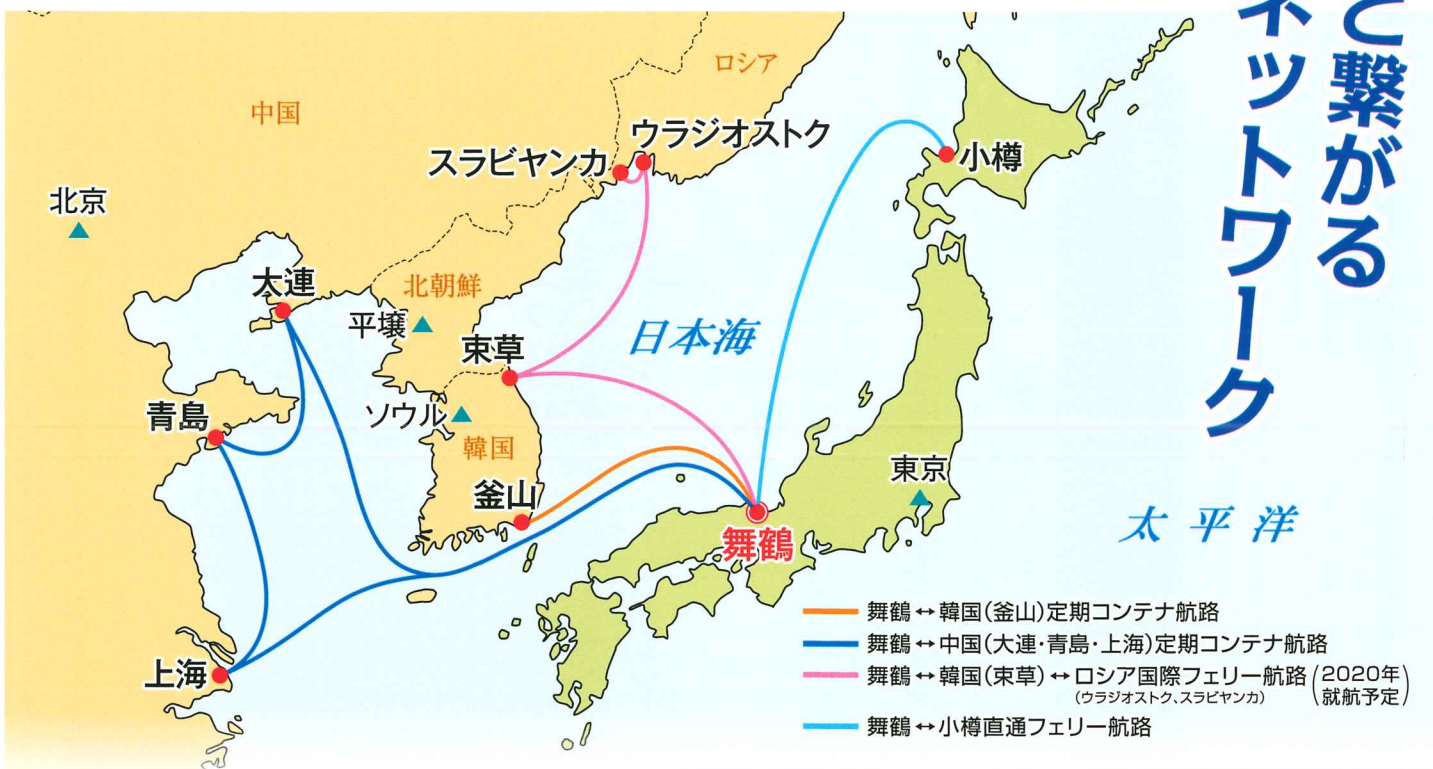 と繋がる
ネットワーク
ロシア
中国
ウラジオストク
スラビヤンカ
小樽
北京
大連
北朝鮮
平壌
束草
日本海
青島
ソウル
韓国
釜山
東京
舞鶴
太平洋
上海
舞鶴↔韓国(釜山)定期コンテナ航路
舞鶴↔中国(大連・青島・上海)定期コンテナ航路
舞鶴↔韓国(束草)↔ロシア国際フェリー航路(2020年就航予定)
(ウラジオストク、スラビヤンカ)
舞鶴↔小樽直通フェリー航路